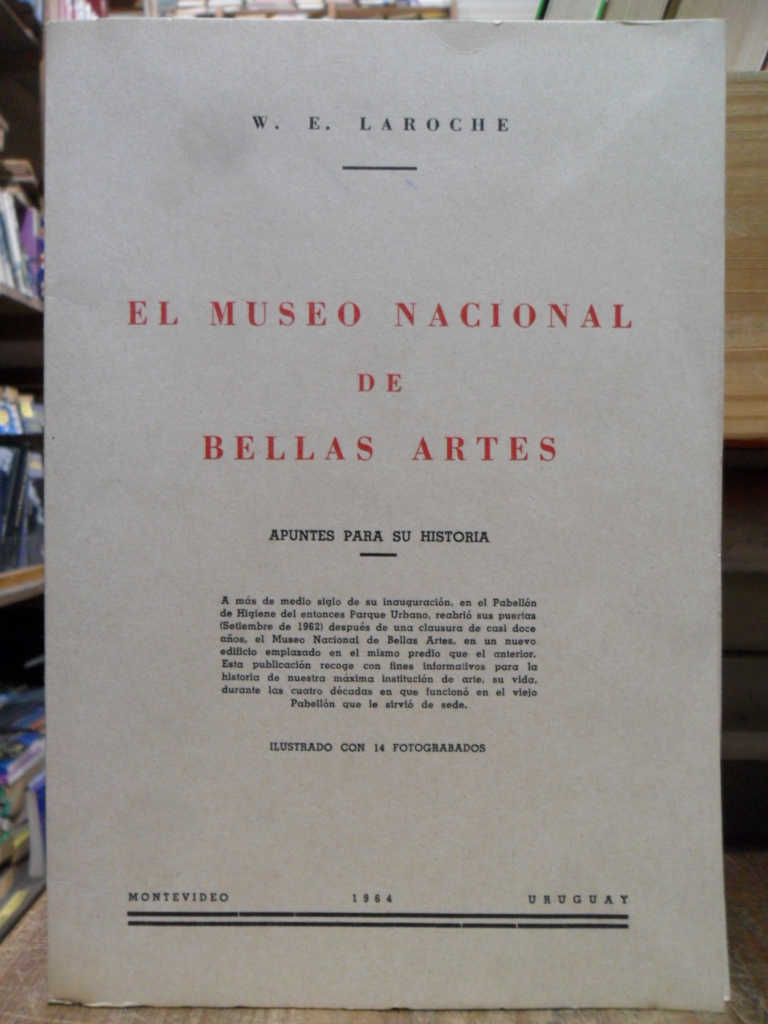 W. E. LAROCHE
EL MUSEO NACIONAL
DE
BELLAS ARTES
APUNTES PARA SU HISTORIA
A más de medio siglo de su inauguración, en el Pabellón
de Higiene del entonces Parque Urbano, reabrió sus puertas
(Setiembre de 1962) después de una clausura de casi doce
años, el Museo Nacional de Bellas Artes, en un nuevo
edificio emplazado en el mismo predio que el anterior.
Esta publicación recoge con fines informativos para la
historia de nuestra máxima institución de arte, su vida,
durante las cuatro décadas en que funcionó en el viejo
Pabellón que le sirvió de sede.
ILUSTRADO CON 14 FOTOGRABADOS
MONTEVIDEO 1964 URUGUAY